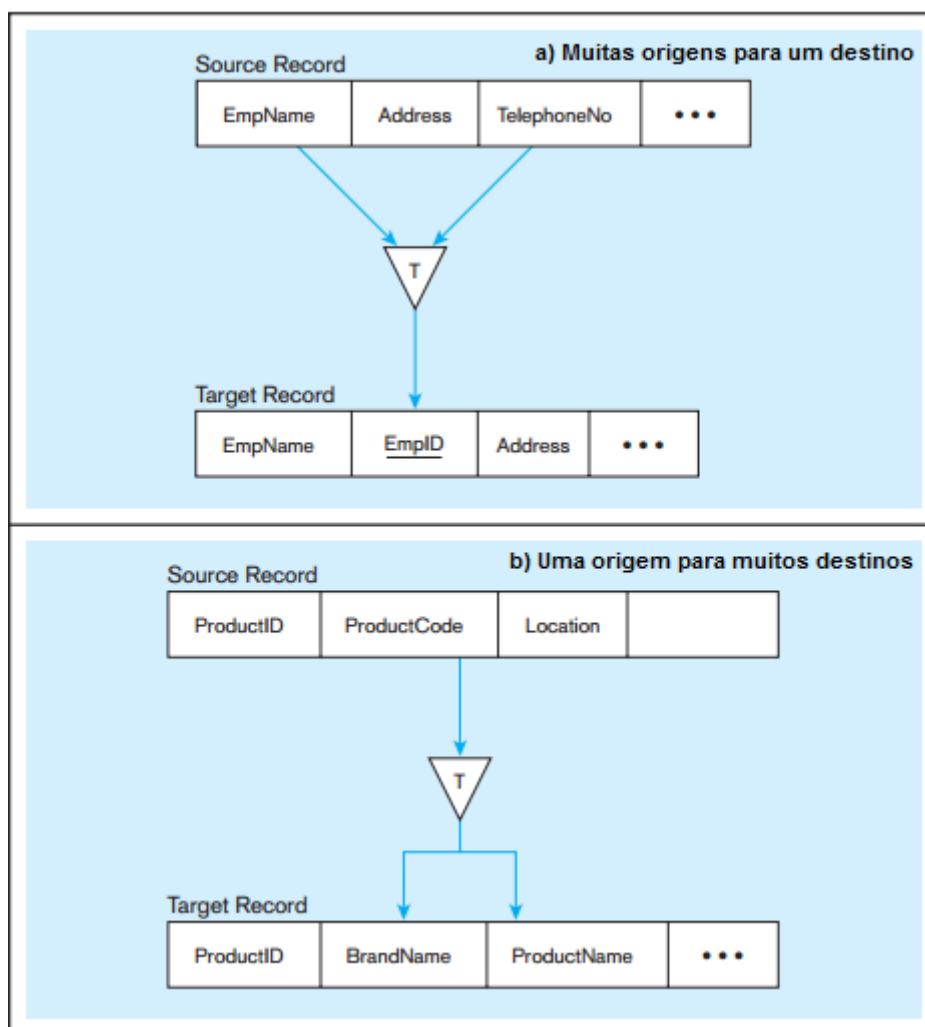 a) Muitas origens para um destino
Source Record
EmpName Address TelephoneNo •••
T
Target Record
EmpName EmpID Address •••
b) Uma origem para muitos destinos
Source Record
ProductID ProductCode Location
T
Target Record
ProductID BrandName ProductName •••